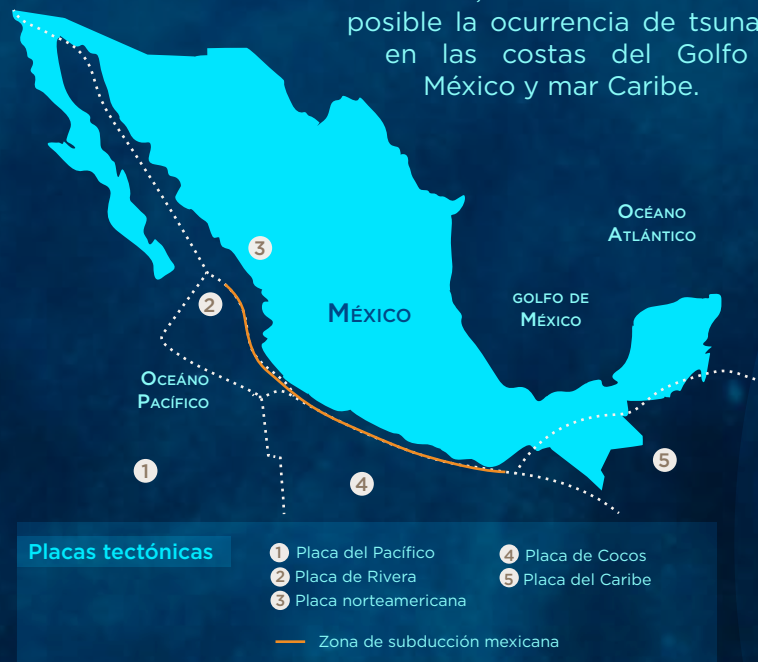 posible la ocurrencia de
en las costas del Golfo
México y mar Caribe.
OCÉANO
ATLÁNTICO
3
2
MÉXICO
GOLFO DE
MÉXICO
OCEÁNO
PACÍFICO
1
4
5
Placas tectónicas
1 Placa del Pacífico
2 Placa de Rivera
3 Placa norteamericana
4 Placa de Cocos
5 Placa del Caribe
Zona de subducción mexicana